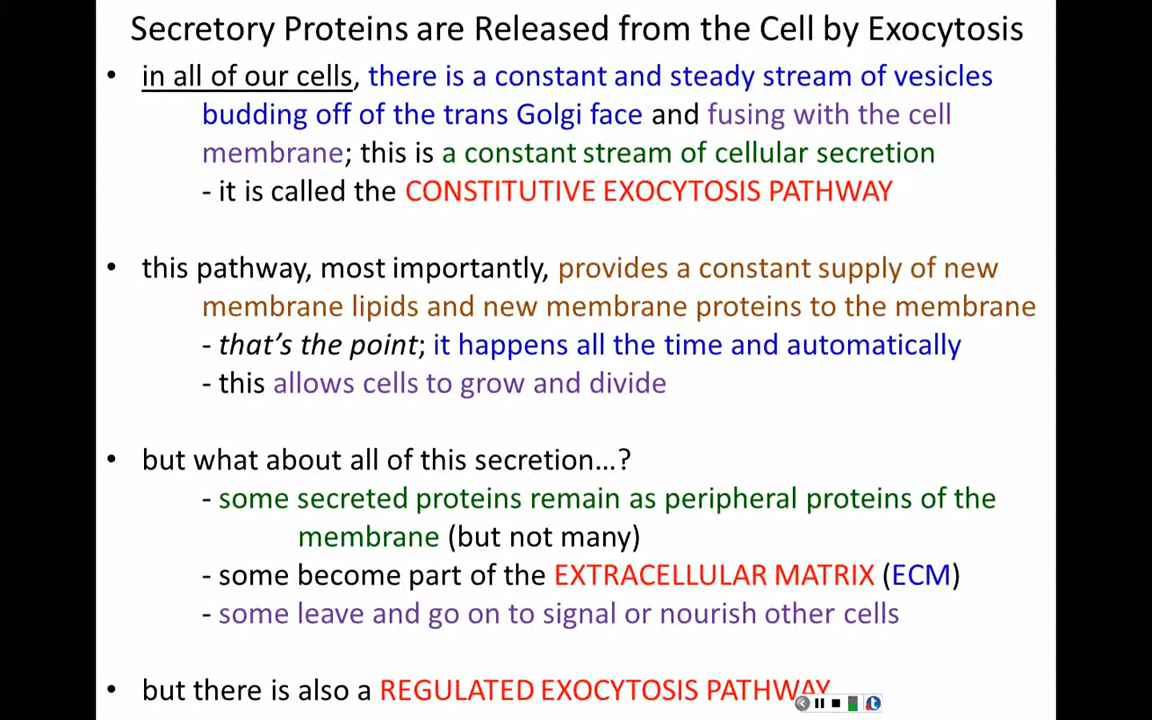 Secretory Proteins are Released from the Cell by Exocytosis
• in all of our cells, there is a constant and steady stream of vesicles
budding off of the trans Golgi face and fusing with the cell
membrane; this is a constant stream of cellular secretion
- it is called the CONSTITUTIVE EXOCYTOSIS PATHWAY
• this pathway, most importantly, provides a constant supply of new
membrane lipids and new membrane proteins to the membrane
- that's the point; it happens all the time and automatically
- this allows cells to grow and divide
• but what about all of this secretion...?
- some secreted proteins remain as peripheral proteins of the
membrane (but not many)
- some become part of the EXTRACELLULAR MATRIX (ECM)
- some leave and go on to signal or nourish other cells
• but there is also a REGULATED EXOCYTOSIS PATHWAY